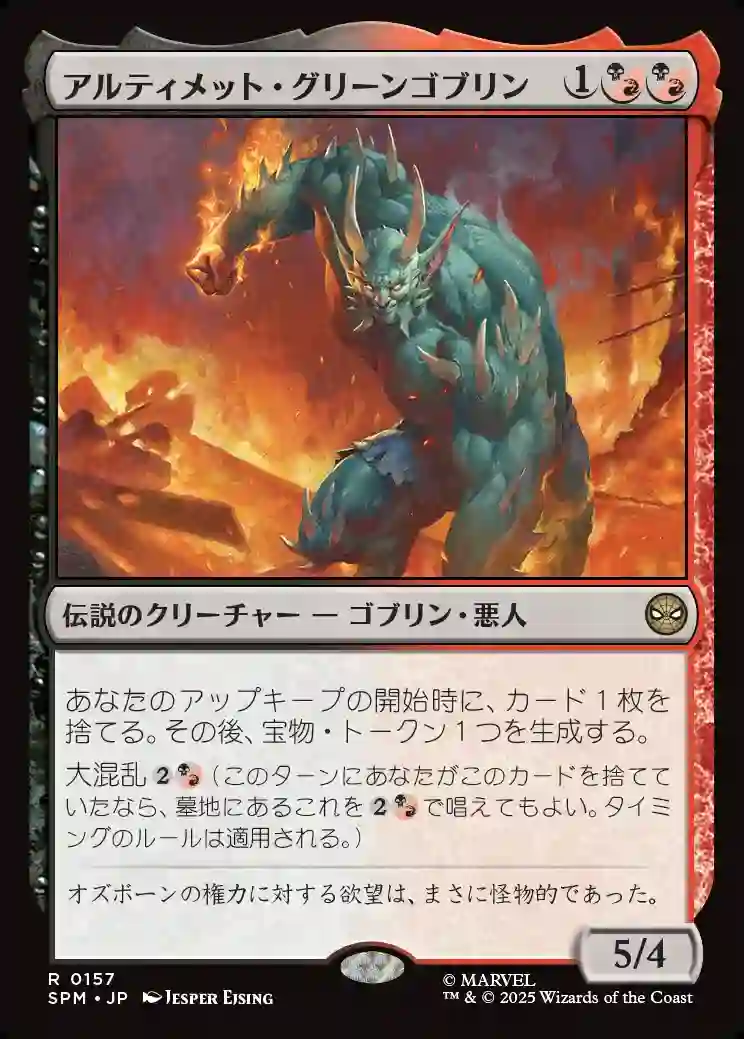 アルティメット・グリーンゴブリン 1
伝説のクリーチャー — ゴブリン・悪人
あなたのアップキープの開始時に、カード1枚を
捨てる。その後、宝物・トークン1つを生成する。
大混乱 2 (このターンにあなたがこのカードを捨てて
いたなら、墓地にあるこれを 2 で唱えてもよい。タイミ
ングのルールは適用される。)
オズボーンの権力に対する欲望は、まさに怪物的であった。
5/4
R 0157
SPM • JP JESPER EJSING
© MARVEL
™ & © 2025 Wizards of the Coast